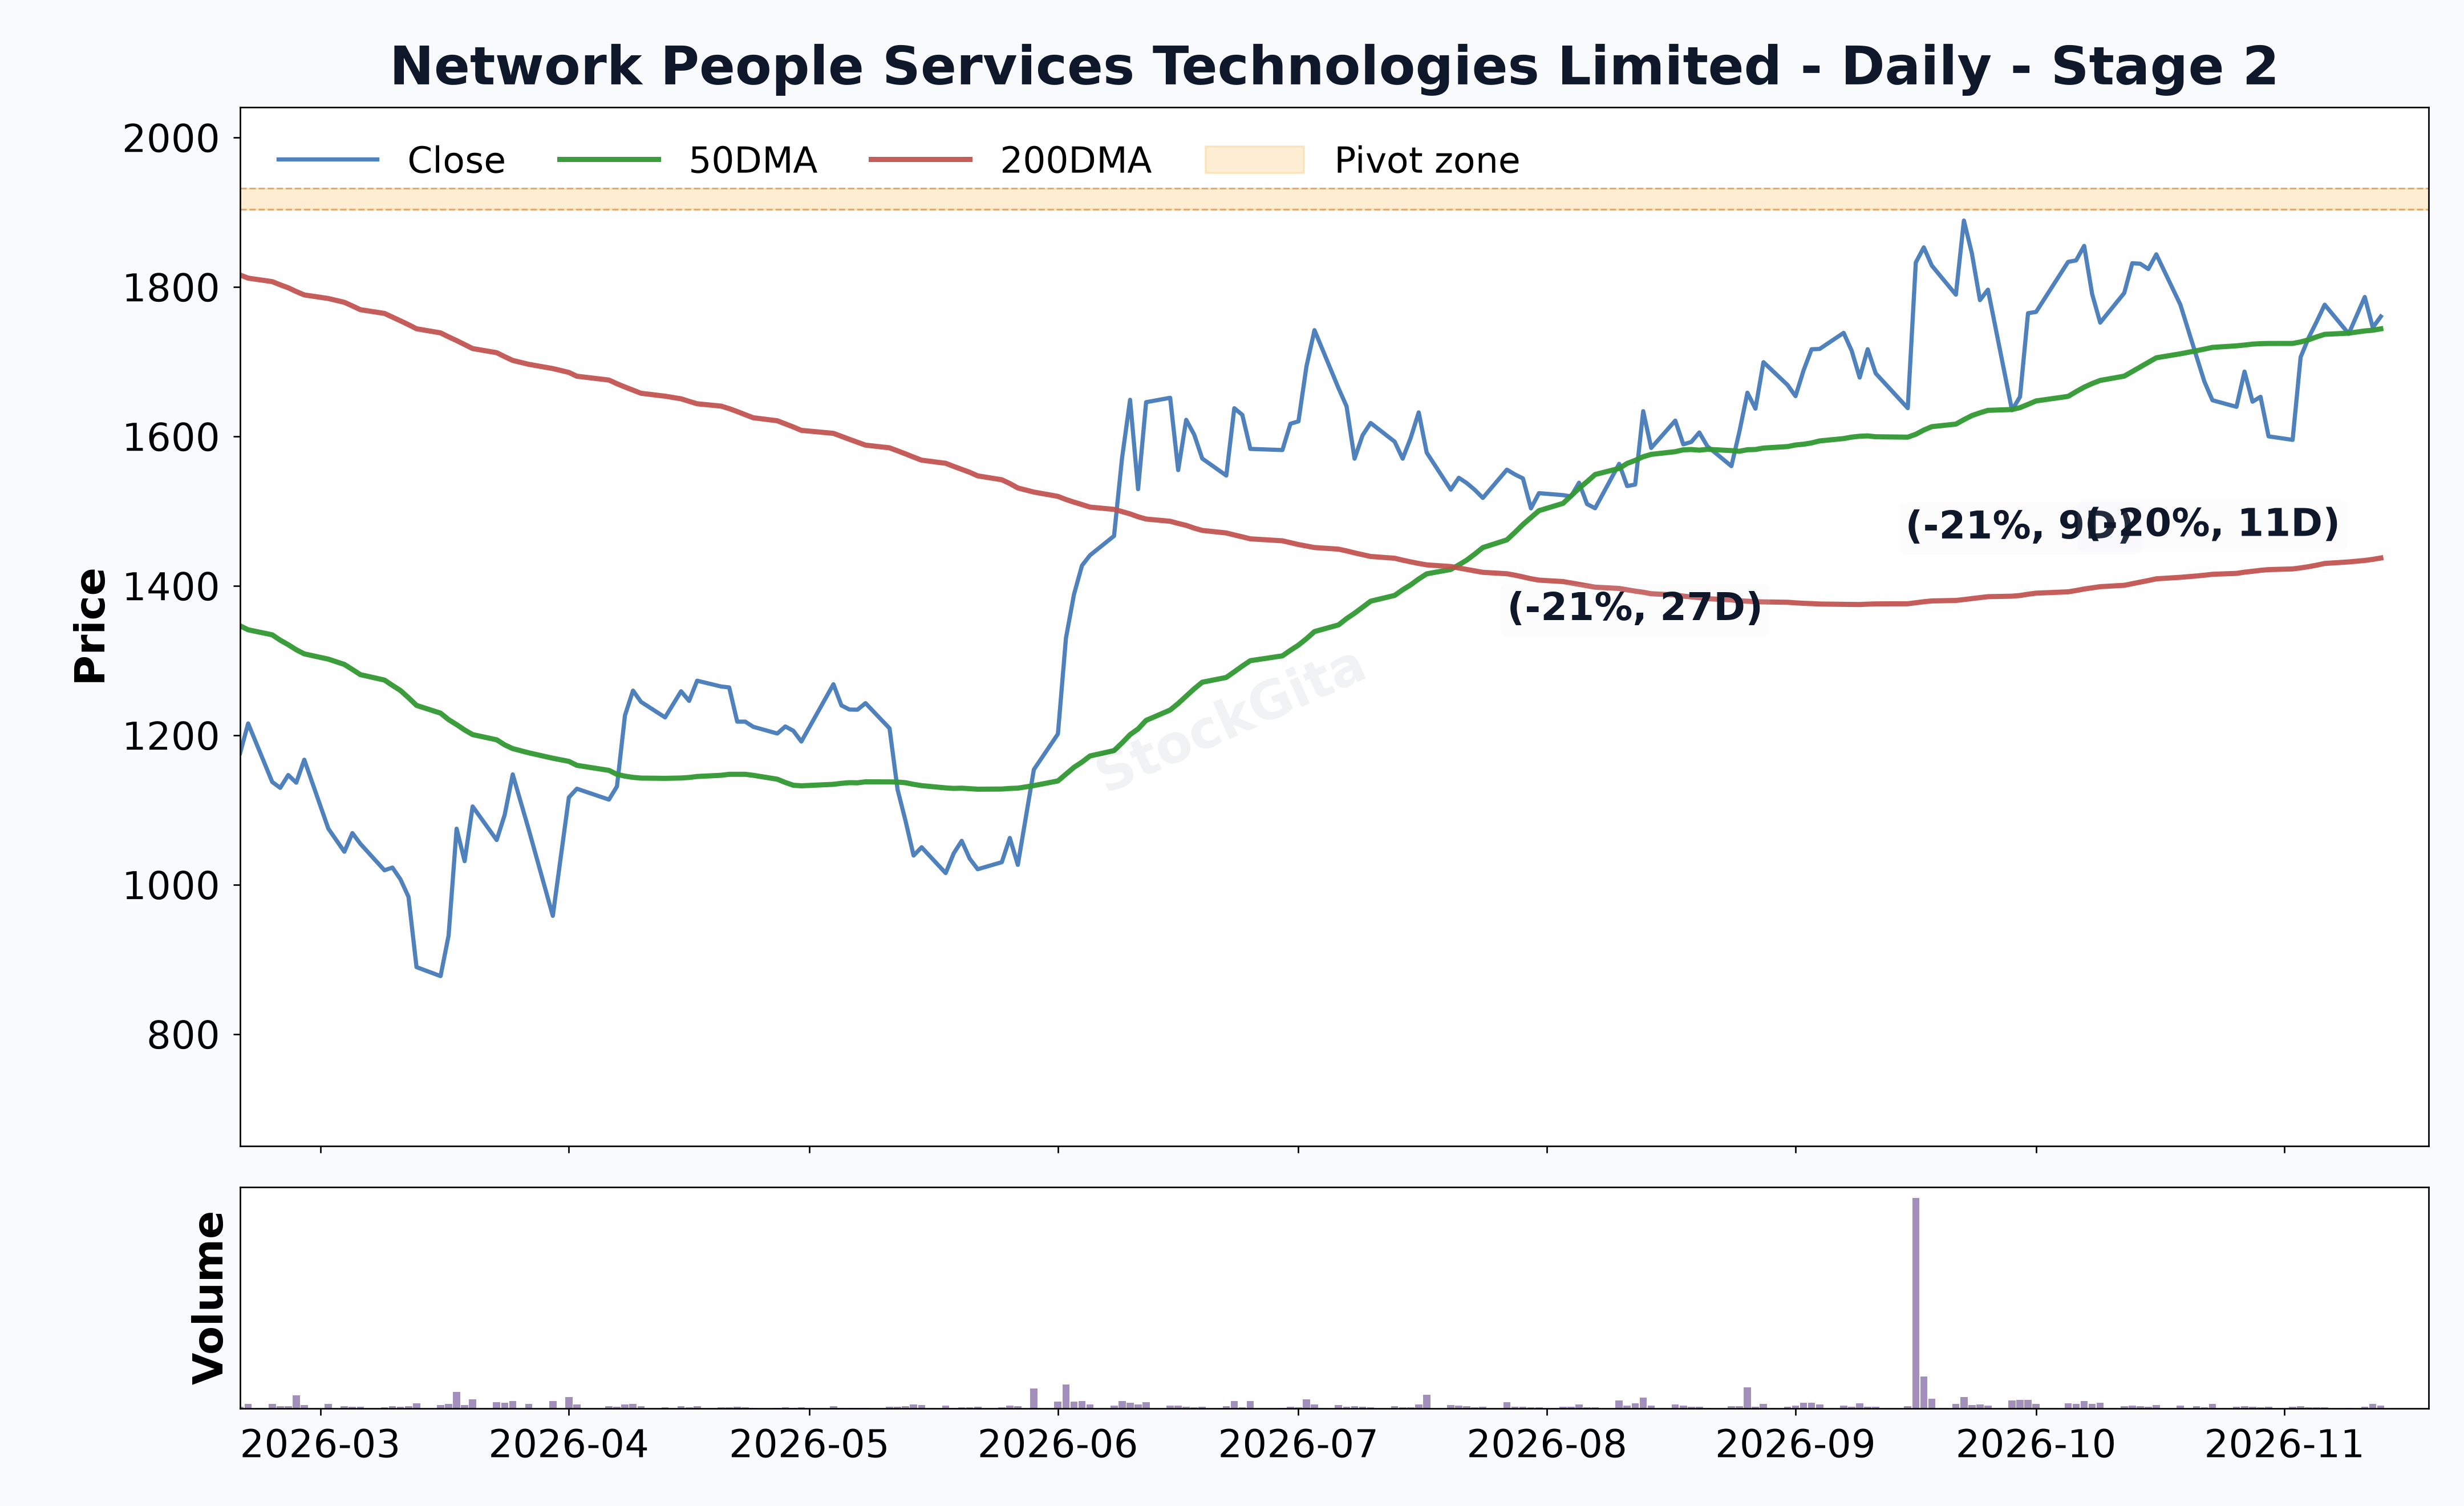 Network People Services Technologies Limited - Daily - Stage 2
Close 50DMA 200DMA Pivot zone
2000
1800
1600
1400
1200
1000
800
Price
(-21%, 9D)
(-20%, 11D)
(-21%, 27D)
StockGita
Volume
2026-03 2026-04 2026-05 2026-06 2026-07 2026-08 2026-09 2026-10 2026-11